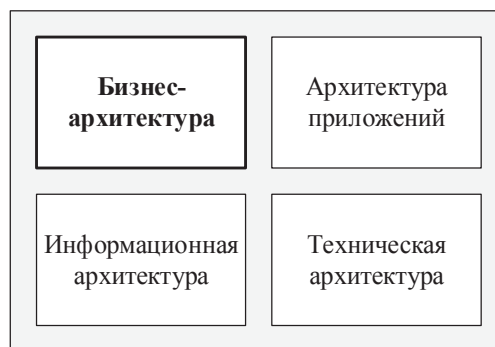 Бизнес-
архитектура
Архитектура
приложений
Информационная
архитектура
Техническая
архитектура